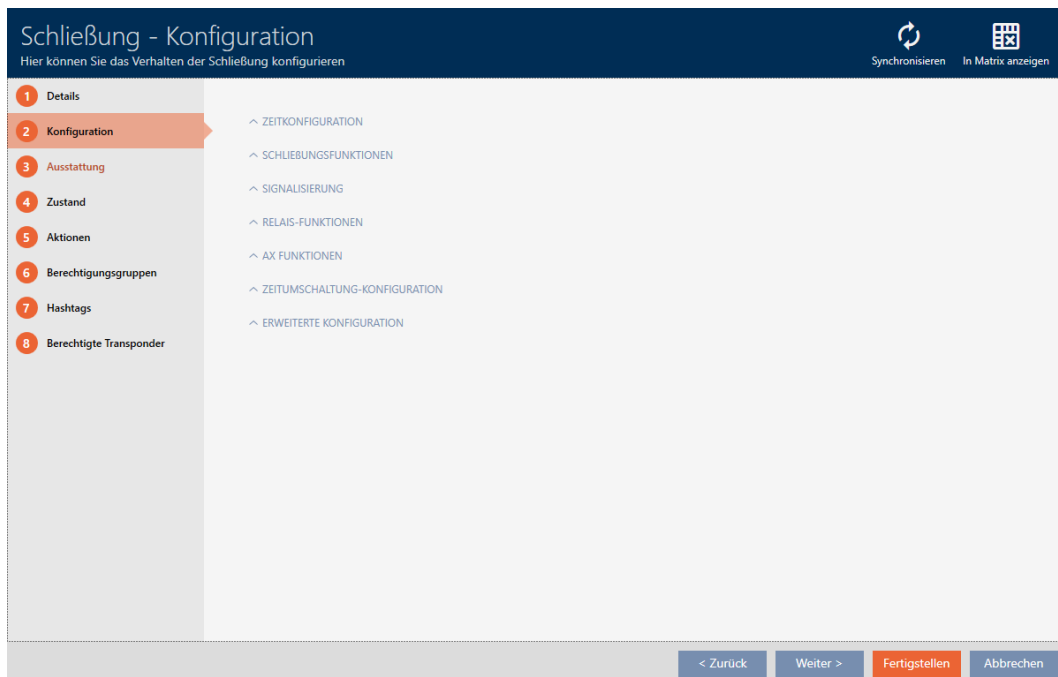 Schließung - Konfiguration
Hier können Sie das Verhalten der Schließung konfigurieren
Synchronisieren
In Matrix anzeigen
1 Details
2 Konfiguration
3 Ausstattung
4 Zustand
5 Aktionen
6 Berechtigungsgruppen
7 Hashtags
8 Berechtigte Transponder
ZEITKONFIGURATION
SCHLIEßUNGSFUNKTIONEN
SIGNALISIERUNG
RELAIS-FUNKTIONEN
AX FUNKTIONEN
ZEITUMSCHALTUNG-KONFIGURATION
ERWEITERTE KONFIGURATION
< Zurück
Weiter >
Fertigstellen
Abbrechen